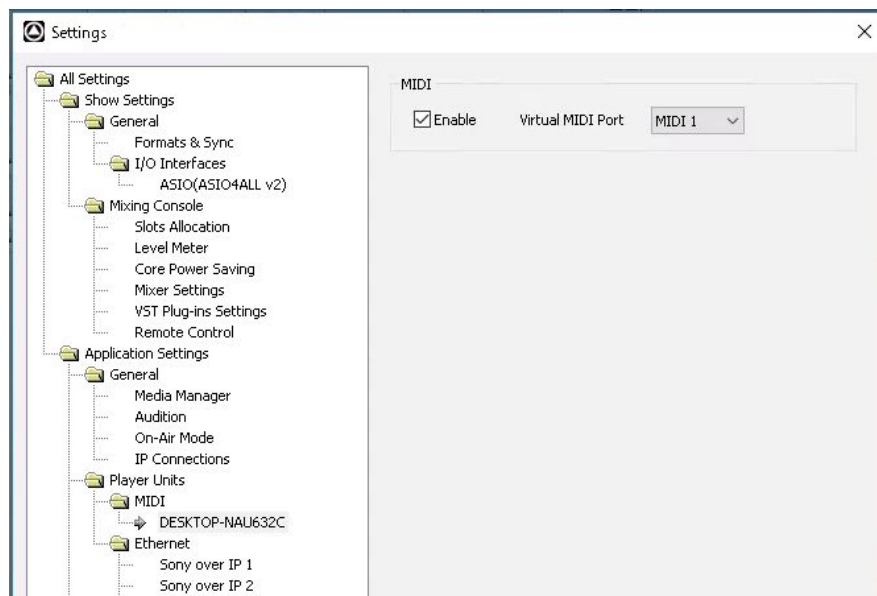 Settings
All Settings
Show Settings
General
Formats & Sync
I/O Interfaces
ASIO(ASIO4ALL v2)
Mixing Console
Slots Allocation
Level Meter
Core Power Saving
Mixer Settings
VST Plug-ins Settings
Remote Control
Application Settings
General
Media Manager
Audition
On-Air Mode
IP Connections
Player Units
MIDI
DESKTOP-NAU632C
Ethernet
Sony over IP 1
Sony over IP 2
MIDI
Enable Virtual MIDI Port MIDI 1